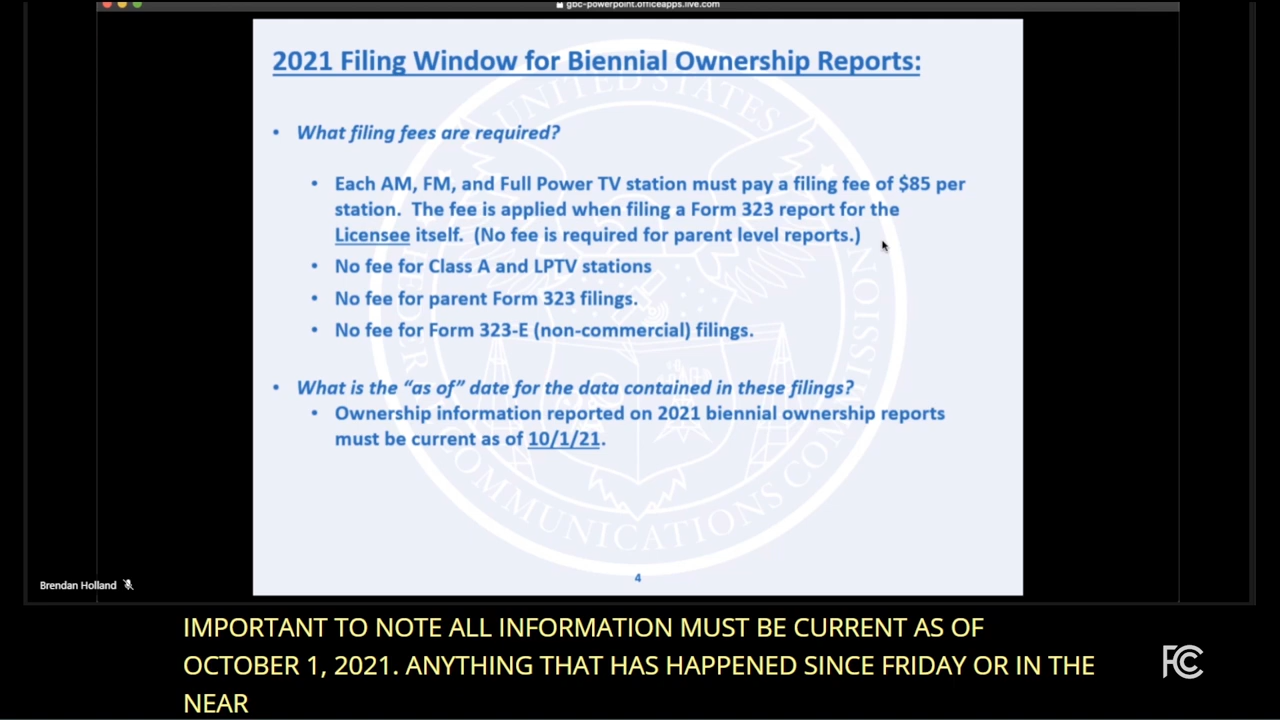 gbc-powerpoint.officeapps.live.com
2021 Filing Window for Biennial Ownership Reports:
• What filing fees are required?
• Each AM, FM, and Full Power TV station must pay a filing fee of $85 per
station. The fee is applied when filing a Form 323 report for the
Licensee itself. (No fee is required for parent level reports.)
• No fee for Class A and LPTV stations
• No fee for parent Form 323 filings.
• No fee for Form 323-E (non-commercial) filings.
• What is the “as of” date for the data contained in these filings?
• Ownership information reported on 2021 biennial ownership reports
must be current as of 10/1/21.
UNITED STATES
FEDERAL COMMUNICATIONS COMMISSION
4
Brendan Holland
IMPORTANT TO NOTE ALL INFORMATION MUST BE CURRENT AS OF
OCTOBER 1, 2021. ANYTHING THAT HAS HAPPENED SINCE FRIDAY OR IN THE
NEAR
FCC